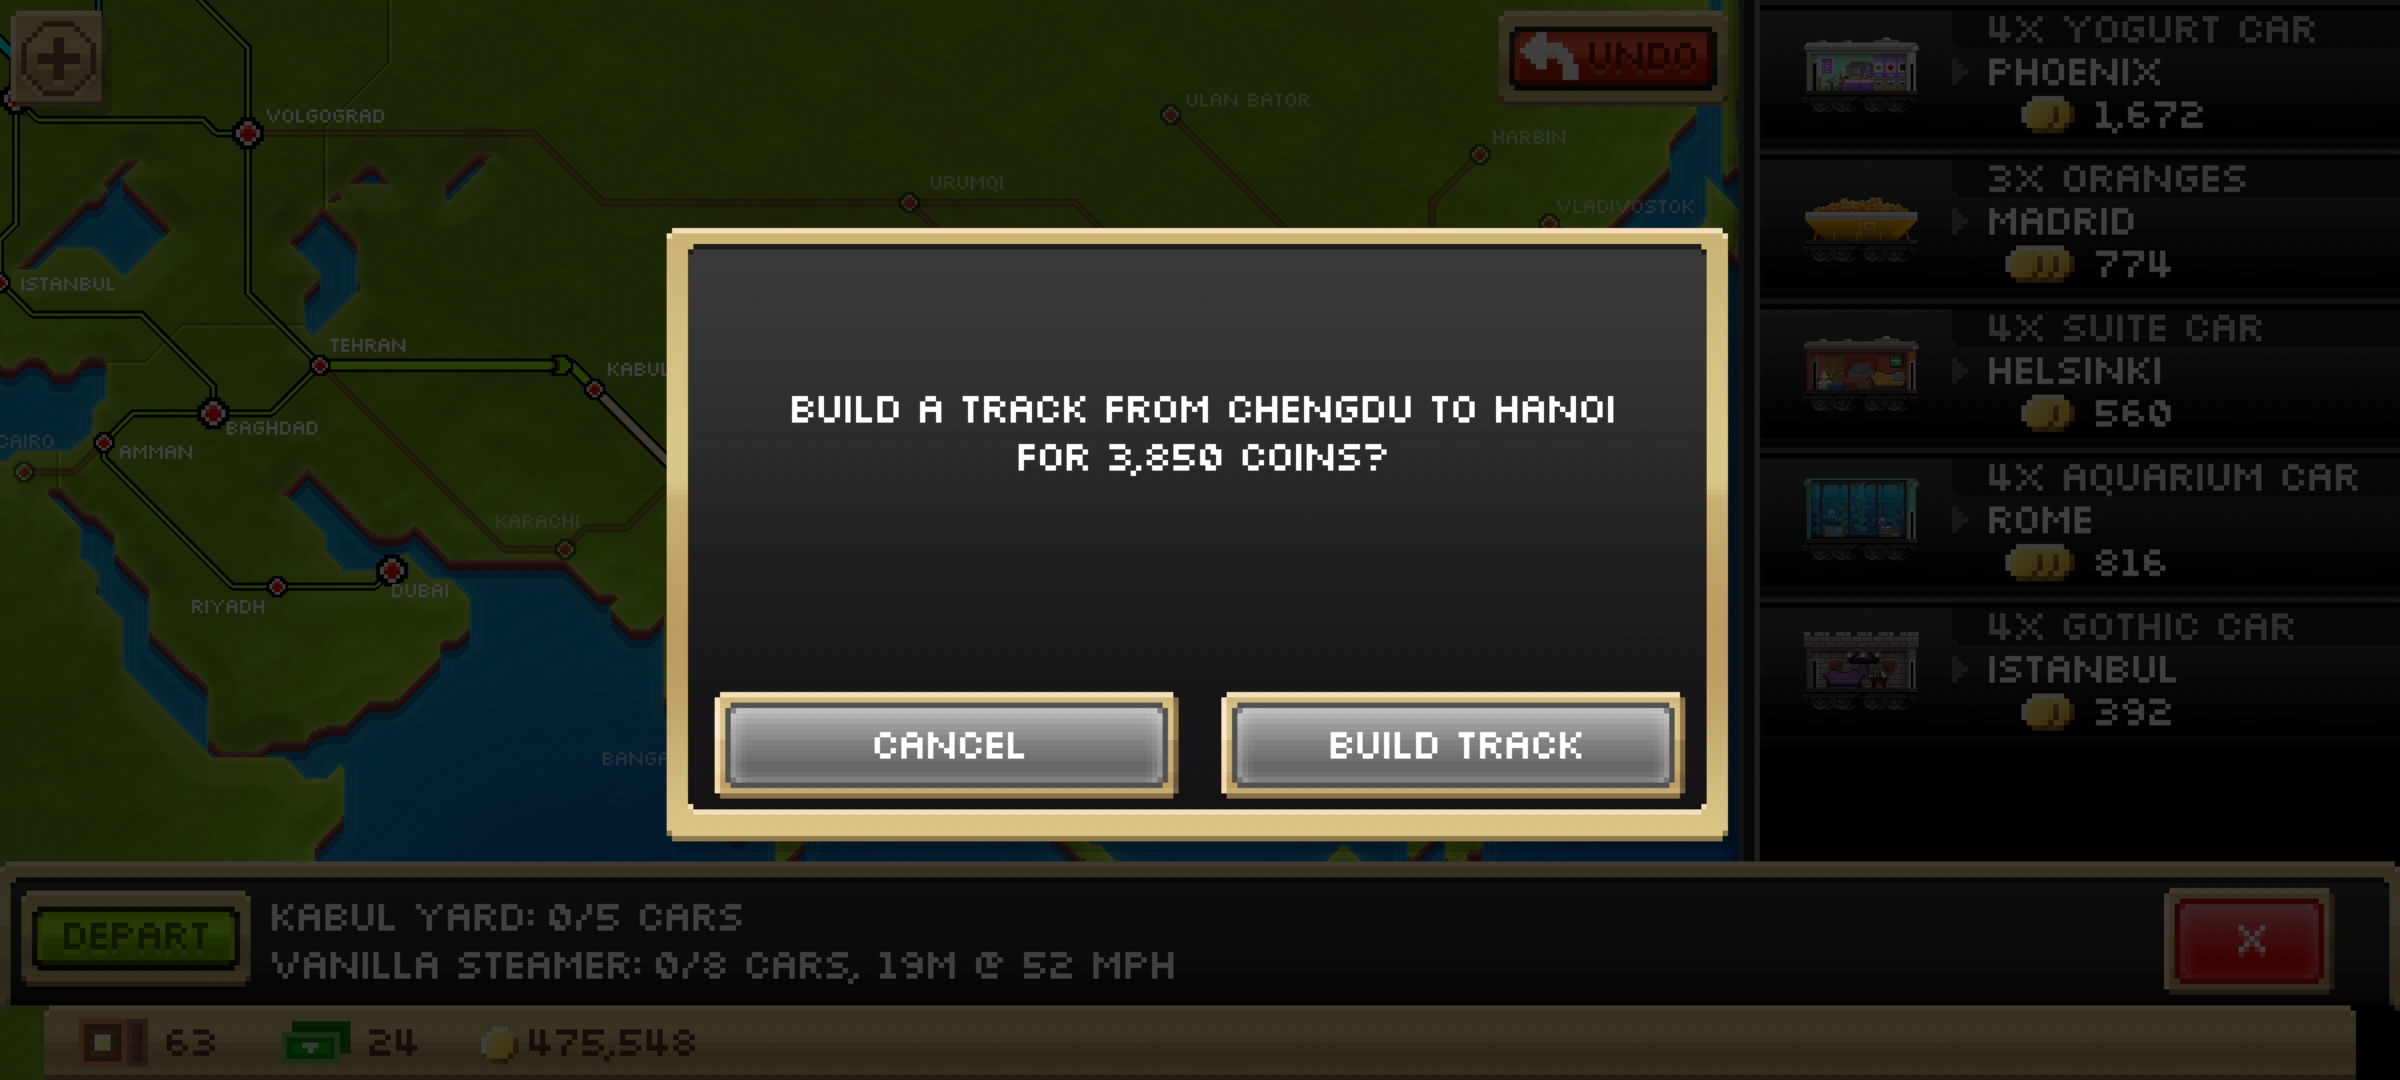 VOLGOGRAD
ULAN BATOR
HARBIN
URUMQI
VLADIVOSTOK
ISTANBUL
TEHRAN
KABUL
BAGHDAD
CAIRO
AMMAN
KARACHI
DUBAI
RIYADH
UNDO
BUILD A TRACK FROM CHENGDU TO HANOI
FOR 3,850 COINS?
CANCEL
BUILD TRACK
4X YOGURT CAR
PHOENIX
1,672
3X ORANGES
MADRID
774
4X SUITE CAR
HELSINKI
560
4X AQUARIUM CAR
ROME
816
4X GOTHIC CAR
ISTANBUL
392
DEPART
KABUL YARD: 0/5 CARS
VANILLA STEAMER: 0/8 CARS, 19M @ 52 MPH
X
63
24
475,548